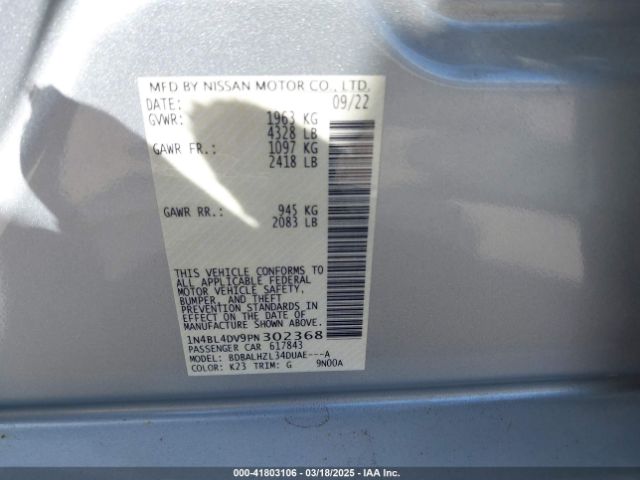 MFD BY NISSAN MOTOR CO., LTD.
DATE: 09/22
GVWR: 1963 KG
4328 LB
GAWR FR.: 1097 KG
2418 LB
GAWR RR.: 945 KG
2083 LB
THIS VEHICLE CONFORMS TO
ALL APPLICABLE FEDERAL
MOTOR VEHICLE SAFETY,
BUMPER, AND THEFT
PREVENTION STANDARDS IN
EFFECT ON THE DATE OF
MANUFACTURE SHOWN ABOVE.
1N4BL4DV9PN302368
PASSENGER CAR 617843
MODEL: BDBALHZL34DUAE---A
COLOR: K23 TRIM: G 9N00A
000-41803106 — 03/18/2025 — IAA Inc.